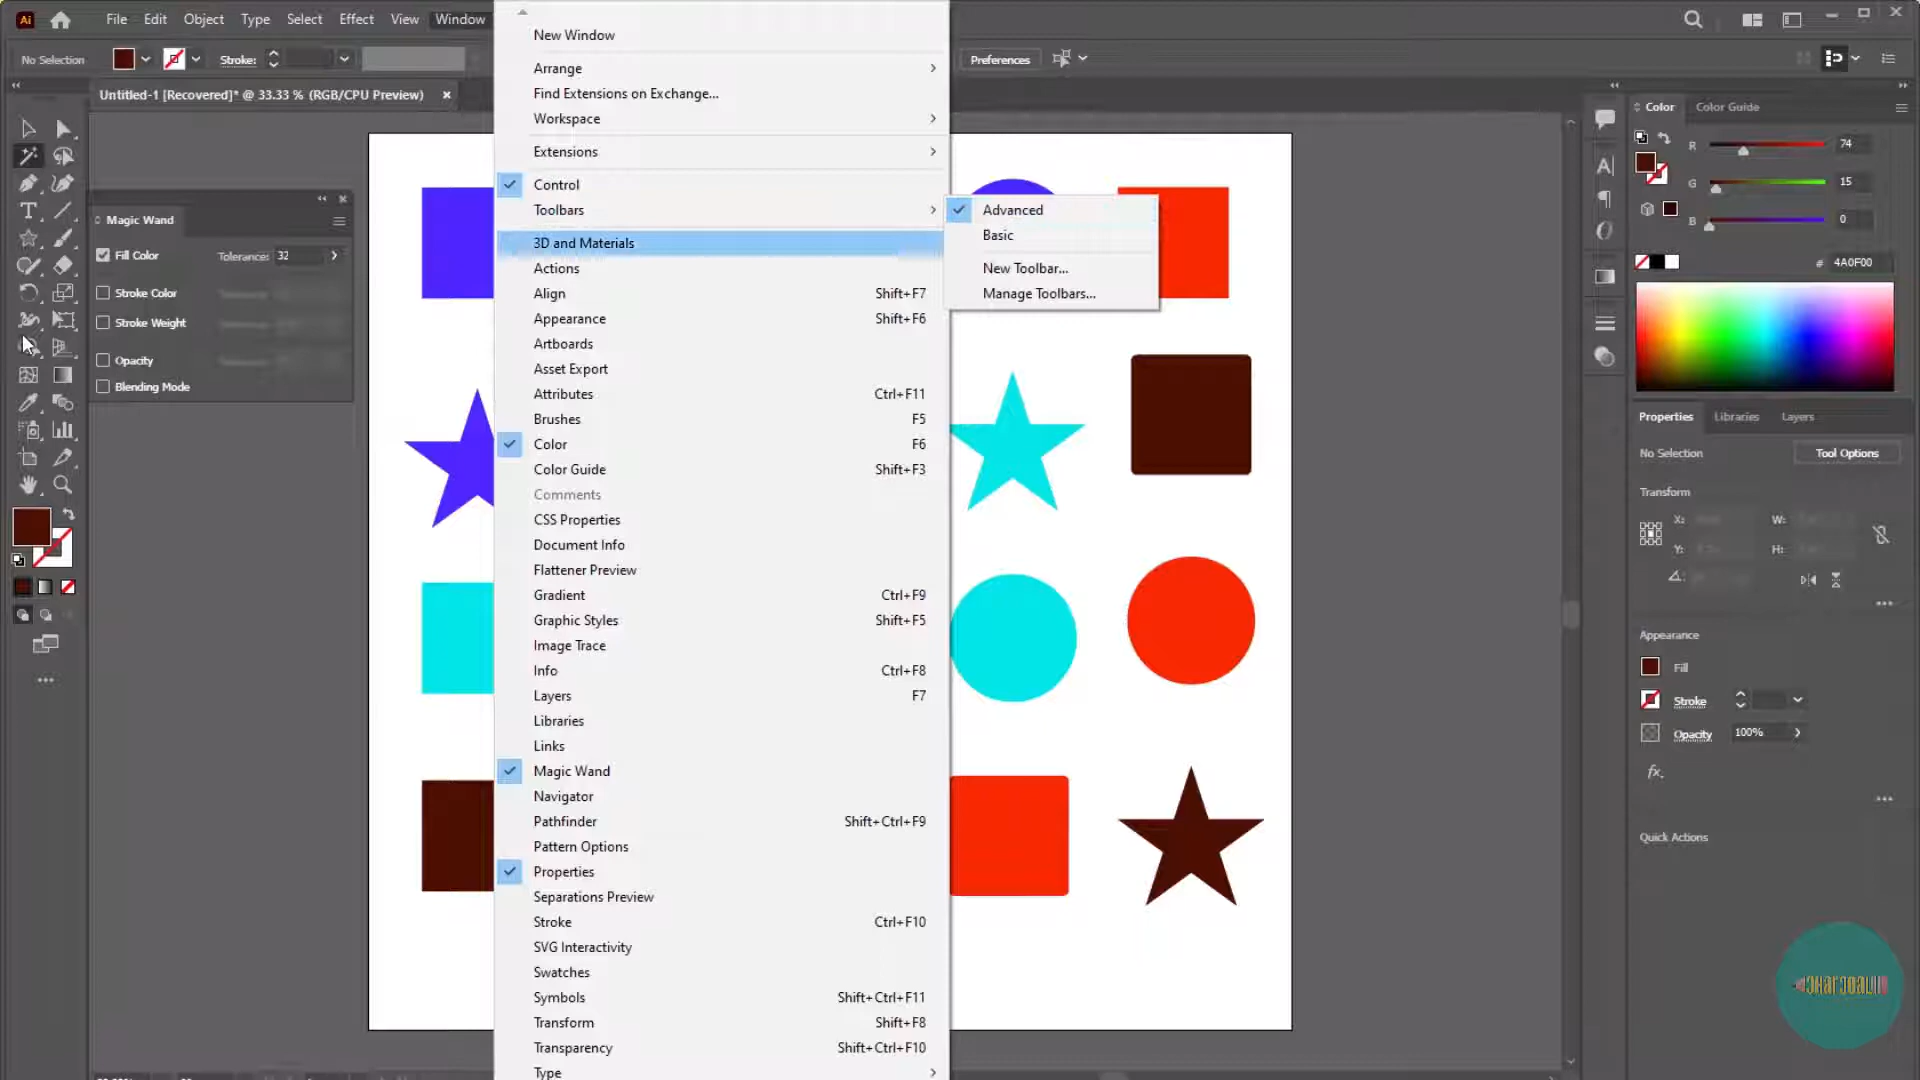 Ai File Edit Object Type Select Effect View Window
No Selection Stroke: Preferences
Untitled-1 [Recovered]* @ 33.33 % (RGB/CPU Preview)
Magic Wand
Fill Color Tolerance: 32
Stroke Color
Stroke Weight
Opacity
Blending Mode
New Window
Arrange
Find Extensions on Exchange...
Workspace
Extensions
Control
Toolbars
3D and Materials
Actions
Align Shift+F7
Appearance Shift+F6
Artboards
Asset Export
Attributes Ctrl+F11
Brushes F5
Color F6
Color Guide Shift+F3
Comments
CSS Properties
Document Info
Flattener Preview
Gradient Ctrl+F9
Graphic Styles Shift+F5
Image Trace
Info Ctrl+F8
Layers F7
Libraries
Links
Magic Wand
Navigator
Pathfinder Shift+Ctrl+F9
Pattern Options
Properties
Separations Preview
Stroke Ctrl+F10
SVG Interactivity
Swatches
Symbols Shift+Ctrl+F11
Transform Shift+F8
Transparency Shift+Ctrl+F10
Type
Advanced
Basic
New Toolbar...
Manage Toolbars...
Color Color Guide
R 74
G 15
B 0
# 4A0F00
Properties Libraries Layers
No Selection Tool Options
Transform
X: W:
Y: H:
Appearance
Fill
Stroke
Opacity 100%
fx.
Quick Actions